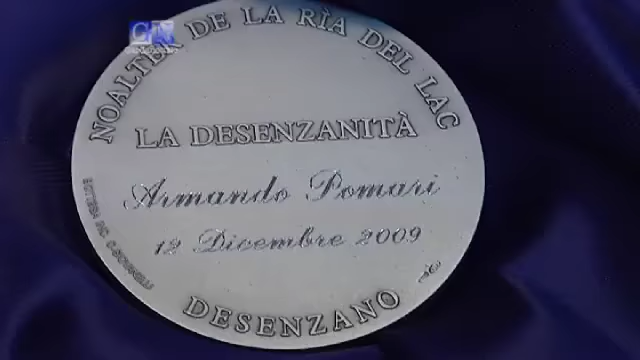 NOALTER DE LA RÌA DEL LAC
LA DESENZANITÀ
Armando Pomari
12 Dicembre 2009
DESENZANO